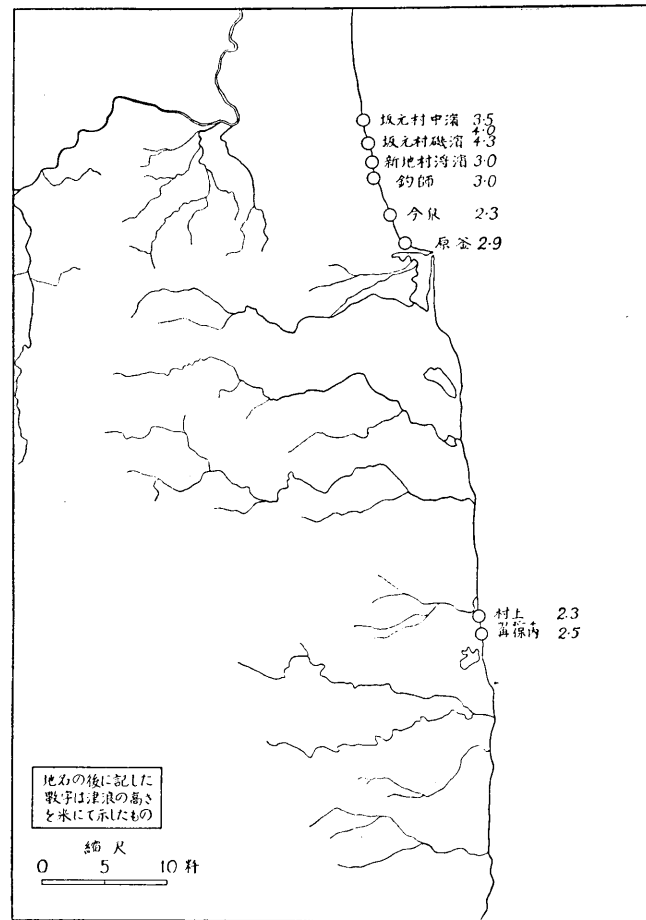 坂元村中濱 3.5
4.0
坂元村磯濱 4.3
新地村埒濱 3.0
釣師 3.0
今泉 2.3
原釜 2.9
村上 2.3
2.5
地名の後に記した
數字は津浪の高さ
を米にて示したもの
縮尺
0 5 10 粁